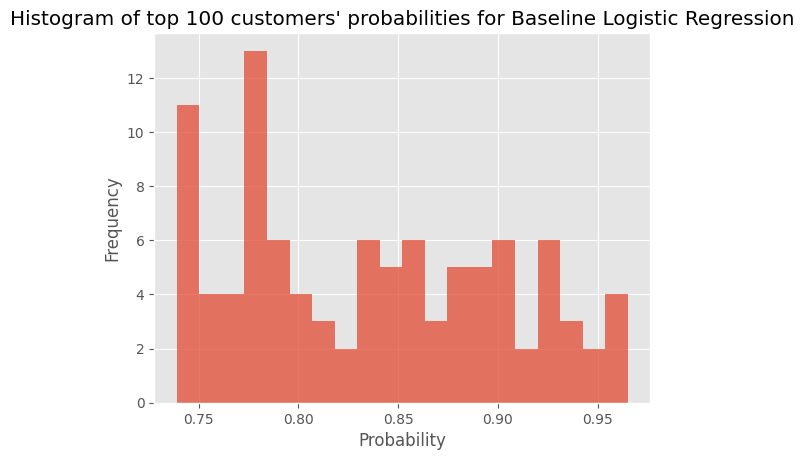 Histogram of top 100 customers' probabilities for Baseline Logistic Regression
12
10
8
6
4
2
0
Frequency
0.75 0.80 0.85 0.90 0.95
Probability